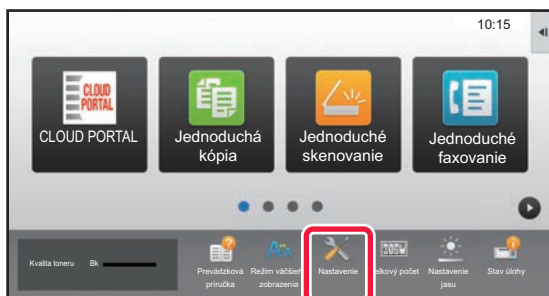 10:15
CLOUD
PORTAL
CLOUD PORTAL
Jednoduchá
kópia
Jednoduché
skenovanie
Jednoduché
faxovanie
Kvalita toneru Bk
Prevádzková
príručka
Režim väčšieh
zobrazenia
Nastavenie
elkový počet
Nastavenie
jasu
Stav úlohy